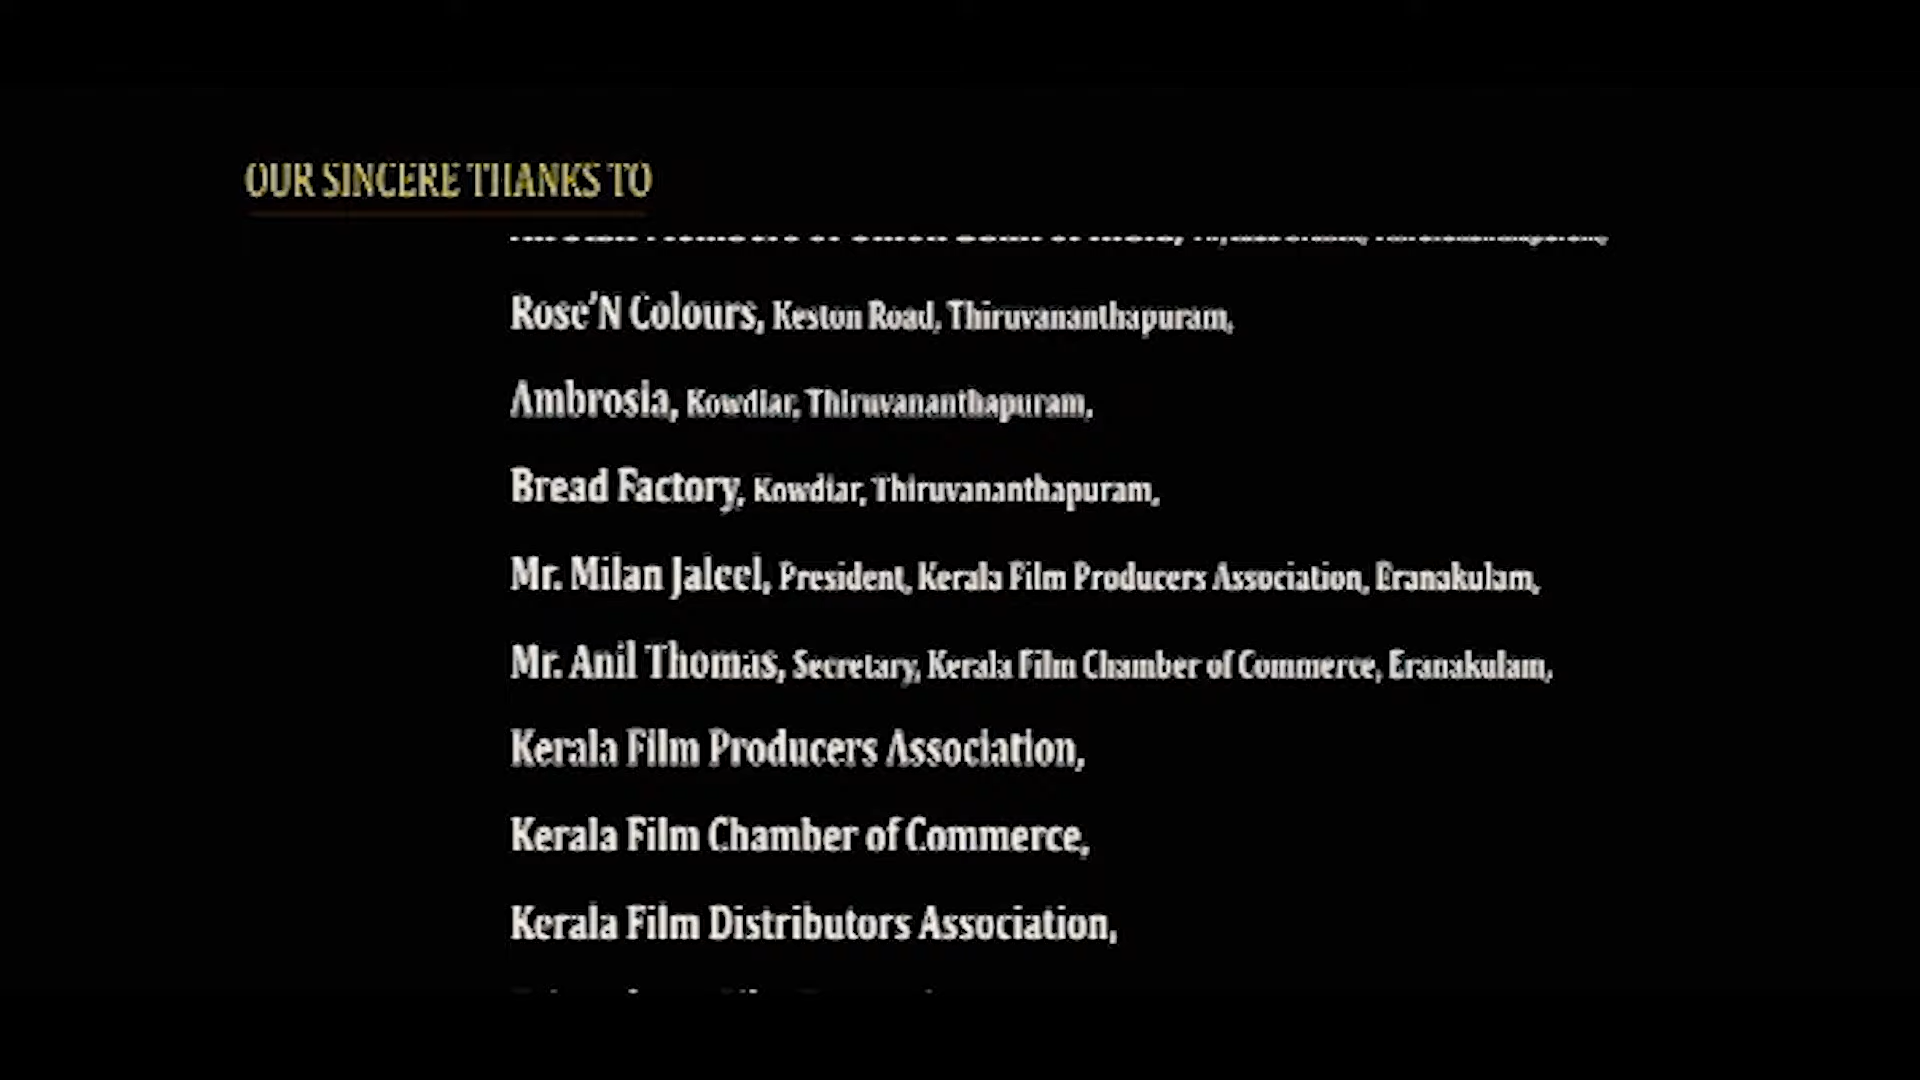 OUR SINCERE THANKS TO
Rose'N Colours, Keston Road, Thiruvananthapuram,
Ambrosia, Kowdiar, Thiruvananthapuram,
Bread Factory, Kowdiar, Thiruvananthapuram,
Mr. Milan Jaleel, President, Kerala Film Producers Association, Eranakulam,
Mr. Anil Thomas, Secretary, Kerala Film Chamber of Commerce, Eranakulam,
Kerala Film Producers Association,
Kerala Film Chamber of Commerce,
Kerala Film Distributors Association,